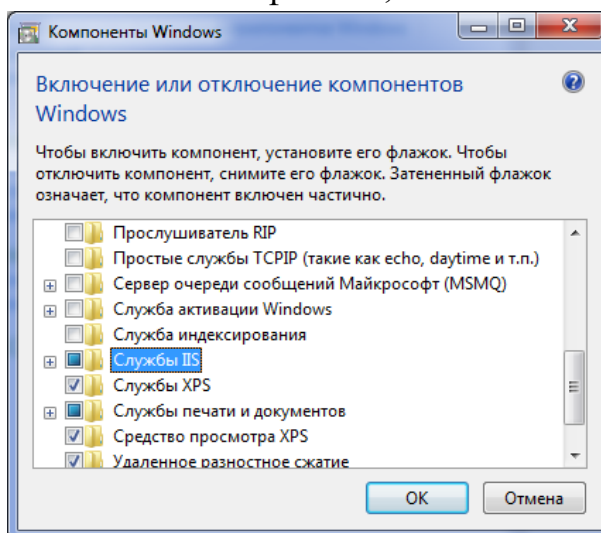 Компоненты Windows
Включение или отключение компонентов
Windows
Чтобы включить компонент, установите его флажок. Чтобы
отключить компонент, снимите его флажок. Затененный флажок
означает, что компонент включен частично.
Прослушиватель RIP
Простые службы TCPIP (такие как echo, daytime и т.п.)
Сервер очереди сообщений Майкрософт (MSMQ)
Служба активации Windows
Служба индексирования
Службы IIS
Службы XPS
Службы печати и документов
Средство просмотра XPS
Удаленное разностное сжатие
ОК Отмена